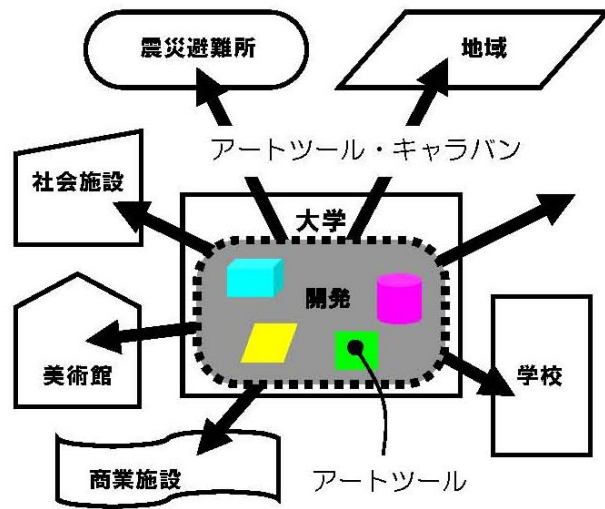 震災避難所
地域
アートツール・キャラバン
社会施設
大学
開発
美術館
学校
商業施設
アートツール